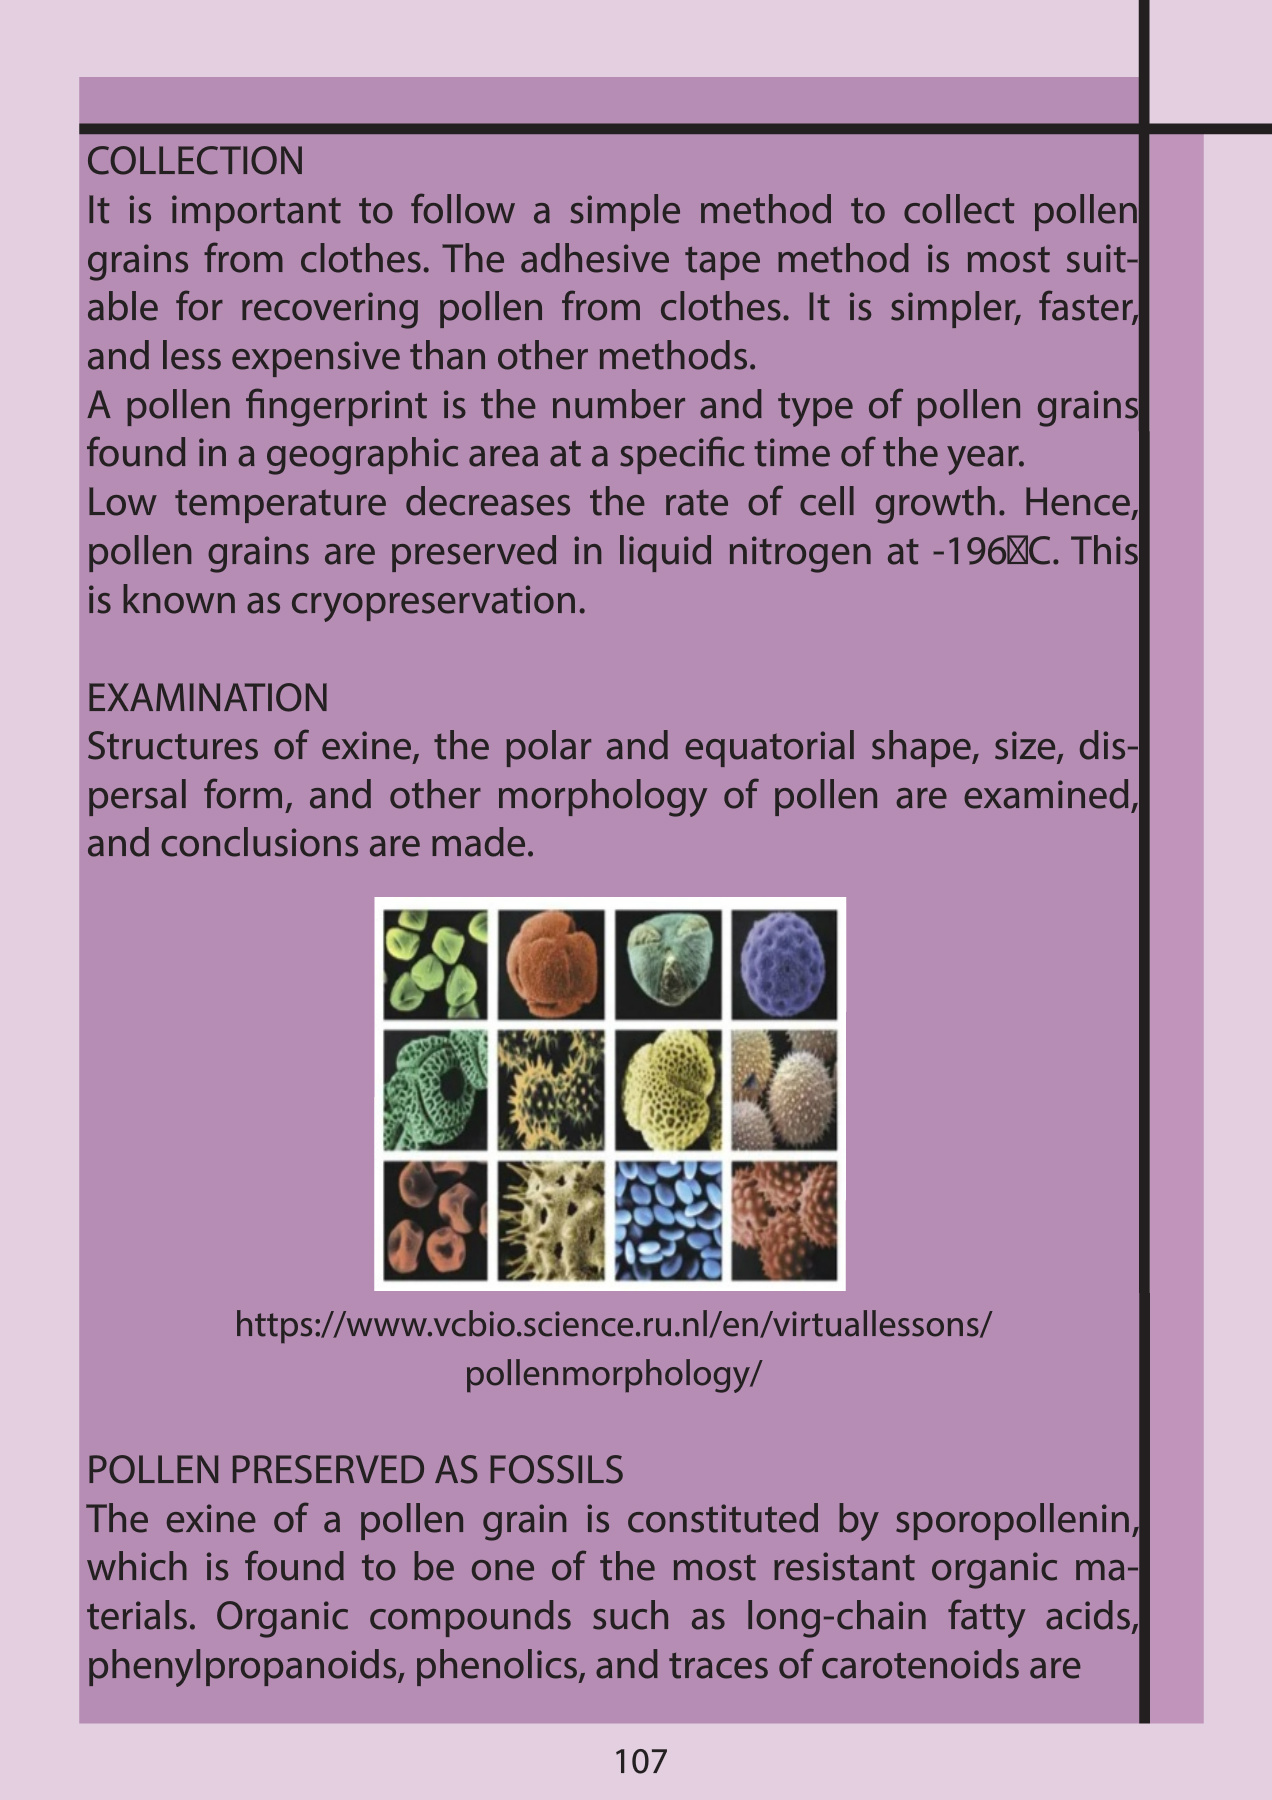 COLLECTION
It is important to follow a simple method to collect pollen
grains from clothes. The adhesive tape method is most suit-
able for recovering pollen from clothes. It is simpler, faster,
and less expensive than other methods.
A pollen fingerprint is the number and type of pollen grains
found in a geographic area at a specific time of the year.
Low temperature decreases the rate of cell growth. Hence,
pollen grains are preserved in liquid nitrogen at -196☒C. This
is known as cryopreservation.
EXAMINATION
Structures of exine, the polar and equatorial shape, size, dis-
persal form, and other morphology of pollen are examined,
and conclusions are made.
https://www.vcbio.science.ru.nl/en/virtuallessons/
pollenmorphology/
POLLEN PRESERVED AS FOSSILS
The exine of a pollen grain is constituted by sporopollenin,
which is found to be one of the most resistant organic ma-
terials. Organic compounds such as long-chain fatty acids,
phenylpropanoids, phenolics, and traces of carotenoids are
107